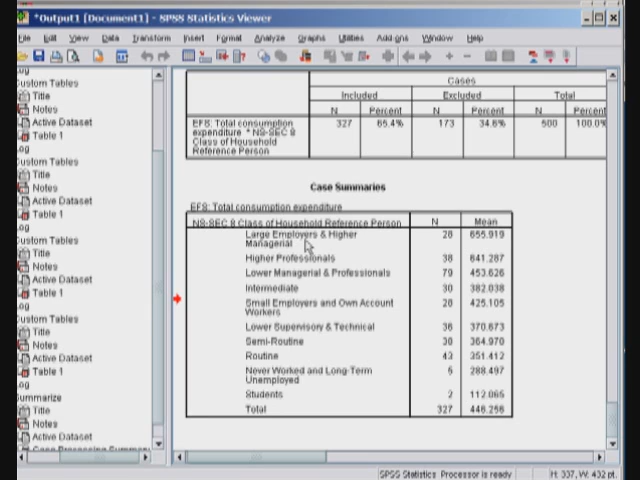 *Output1 [Document1] - SPSS Statistics Viewer
File Edit View Data Transform Insert Format Analyze Graphs Utilities Add-ons Window Help
Custom Tables
Title
Notes
Active Dataset
Table 1
Log
Custom Tables
Title
Notes
Active Dataset
Table 1
Log
Custom Tables
Title
Notes
Active Dataset
Table 1
Log
Custom Tables
Title
Notes
Active Dataset
Table 1
Log
Summarize
Title
Notes
Active Dataset
Case Processing Summary
Cases
Included Excluded Total
N Percent N Percent N Percent
EFS: Total consumption expenditure * NS-SEC 8 Class of Household Reference Person 327 65.4% 173 34.6% 500 100.0%
Case Summaries
EFS: Total consumption expenditure
NS-SEC 8 Class of Household Reference Person N Mean
Large Employers & Higher Managerial 28 655.919
Higher Professionals 38 641.287
Lower Managerial & Professionals 79 453.626
Intermediate 30 382.038
Small Employers and Own Account Workers 28 425.105
Lower Supervisory & Technical 36 370.673
Semi-Routine 30 364.970
Routine 43 351.412
Never Worked and Long-Term Unemployed 288.497
Students 2 112.065
Total 327 446.256
SPSS Statistics Processor is ready
H: 337, W: 432 pt.